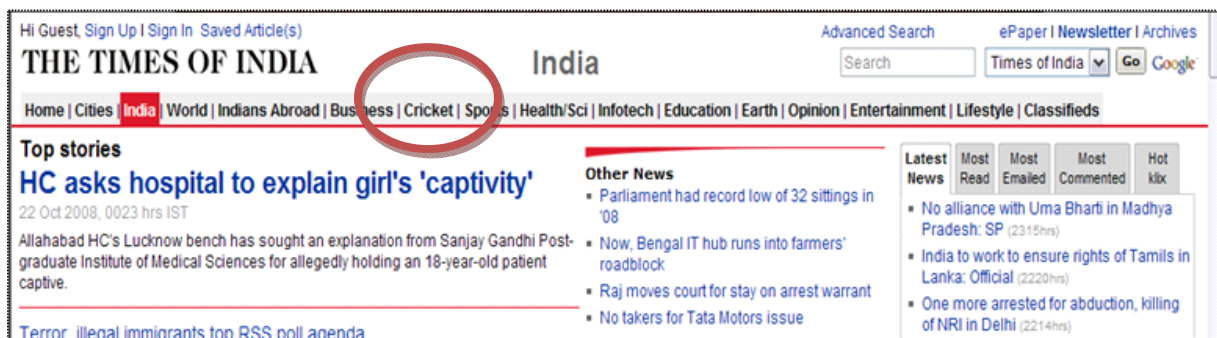 Hi Guest, Sign Up | Sign In Saved Article(s)
Advanced Search ePaper | Newsletter | Archives
THE TIMES OF INDIA
India
Search Times of India Go Google
Home | Cities | India | World | Indians Abroad | Business | Cricket | Sports | Health/Sci | Infotech | Education | Earth | Opinion | Entertainment | Lifestyle | Classifieds
Top stories
HC asks hospital to explain girl's 'captivity'
22 Oct 2008, 0023 hrs IST
Allahabad HC's Lucknow bench has sought an explanation from Sanjay Gandhi Post-
graduate Institute of Medical Sciences for allegedly holding an 18-year-old patient
captive.
Terror, illegal immigrants top RSS poll agenda
Other News
Parliament had record low of 32 sittings in
'08
Now, Bengal IT hub runs into farmers'
roadblock
Raj moves court for stay on arrest warrant
No takers for Tata Motors issue
Latest News
Most Read
Most Emailed
Most Commented
Hot klix
No alliance with Uma Bharti in Madhya
Pradesh: SP (2315hrs)
India to work to ensure rights of Tamils in
Lanka: Official (2220hrs)
One more arrested for abduction, killing
of NRI in Delhi (2214hrs)